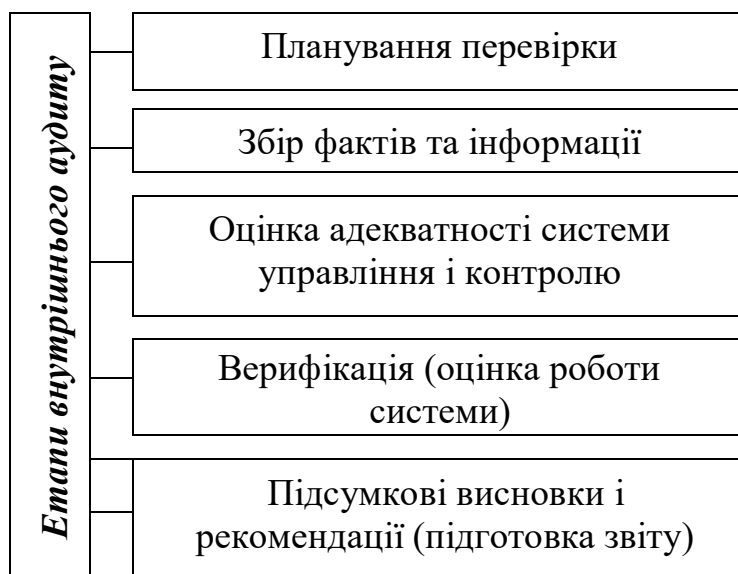 Етапи внутрішнього аудиту
Планування перевірки
Збір фактів та інформації
Оцінка адекватності системи
управління і контролю
Верифікація (оцінка роботи
системи)
Підсумкові висновки і
рекомендації (підготовка звіту)